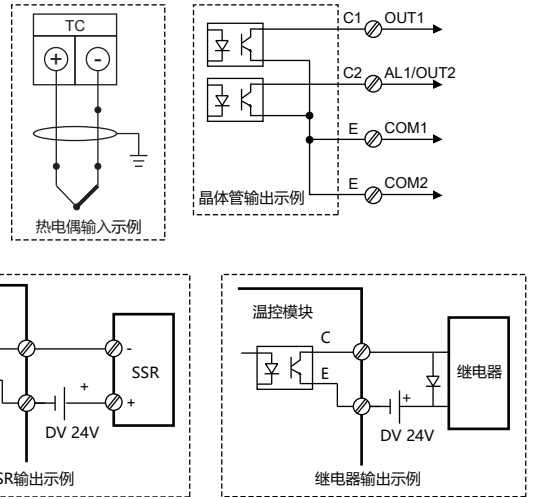 TC
+ -
热电偶输入示例
C1 OUT1
C2 AL1/OUT2
E COM1
E COM2
晶体管输出示例
-
SSR
+
+
DV 24V
SR输出示例
温控模块
C
E
继电器
+
DV 24V
继电器输出示例